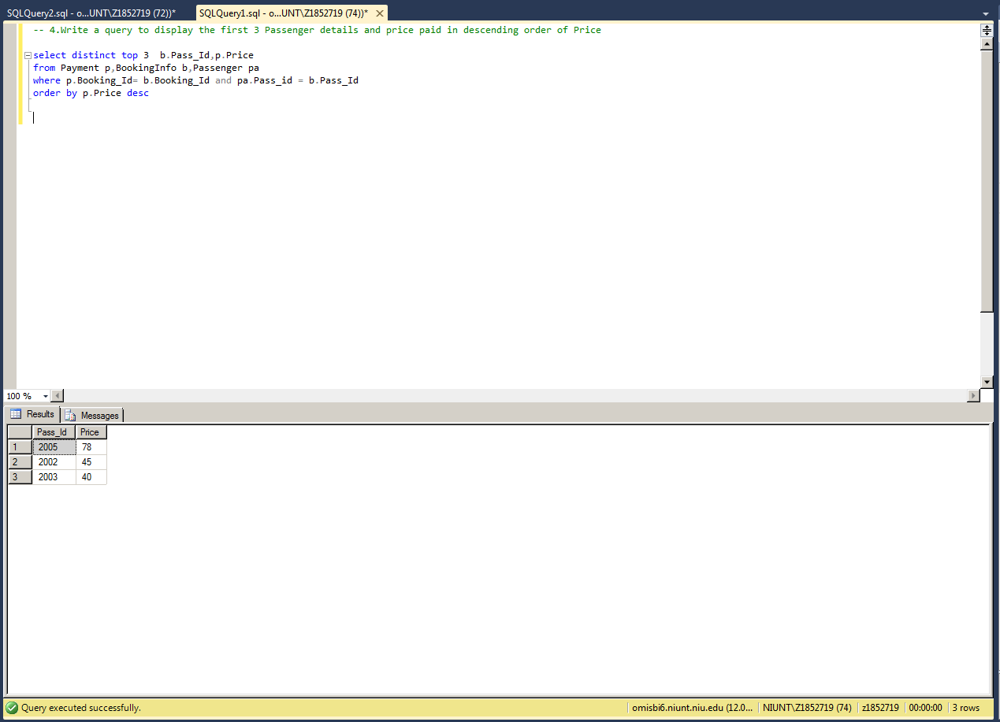 SQLQuery2.sql - o...UNT\Z1852719 (72))*
SQLQuery1.sql - o...UNT\Z1852719 (74))*
-- 4.Write a query to display the first 3 Passenger details and price paid in descending order of Price
select distinct top 3  b.Pass_Id,p.Price
from Payment p,BookingInfo b,Passenger pa
where p.Booking_Id= b.Booking_Id and pa.Pass_id = b.Pass_Id
order by p.Price desc
100 %
Results Messages
Pass_Id Price
1 2005 78
2 2002 45
3 2003 40
Query executed successfully. omisbi6.niunt.niu.edu (12.0... NIUNT\Z1852719 (74) z1852719 00:00:00 3 rows